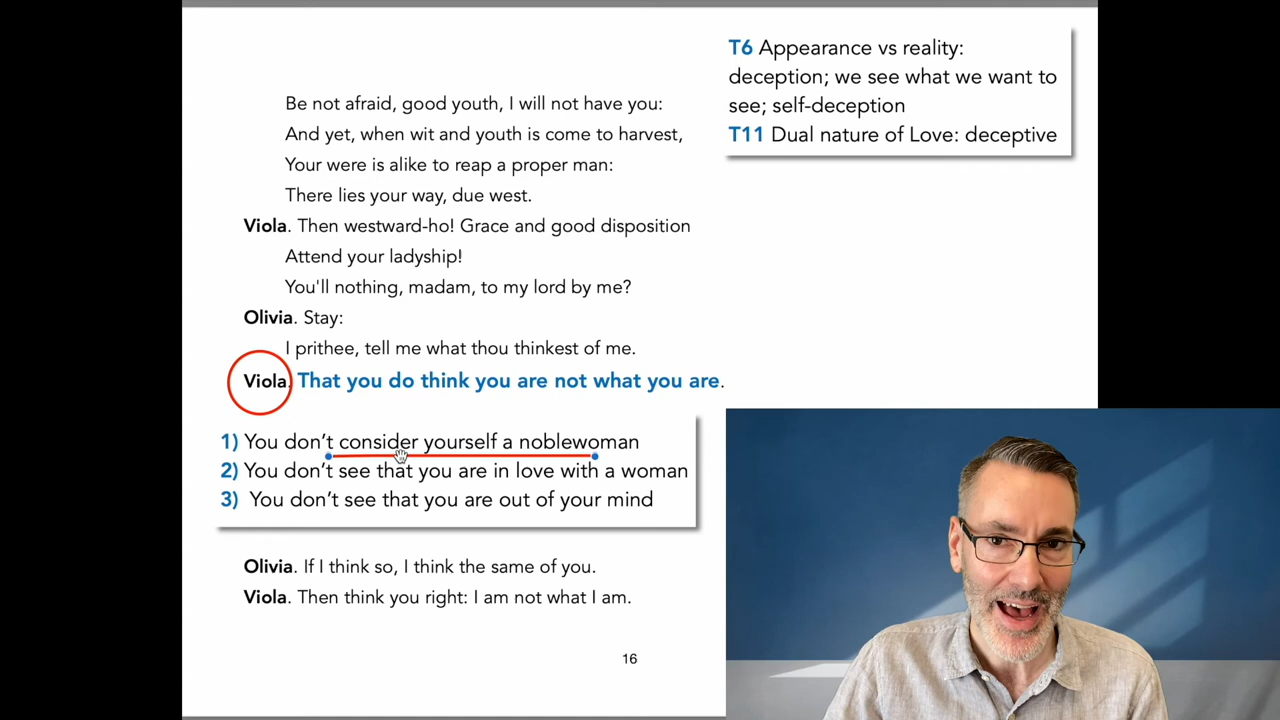 T6 Appearance vs reality:
deception; we see what we want to
see; self-deception
T11 Dual nature of Love: deceptive
Be not afraid, good youth, I will not have you:
And yet, when wit and youth is come to harvest,
Your were is alike to reap a proper man:
There lies your way, due west.
Viola. Then westward-ho! Grace and good disposition
Attend your ladyship!
You'll nothing, madam, to my lord by me?
Olivia. Stay:
I prithee, tell me what thou thinkest of me.
Viola. That you do think you are not what you are.
1) You don't consider yourself a noblewoman
2) You don't see that you are in love with a woman
3) You don't see that you are out of your mind
Olivia. If I think so, I think the same of you.
Viola. Then think you right: I am not what I am.
16